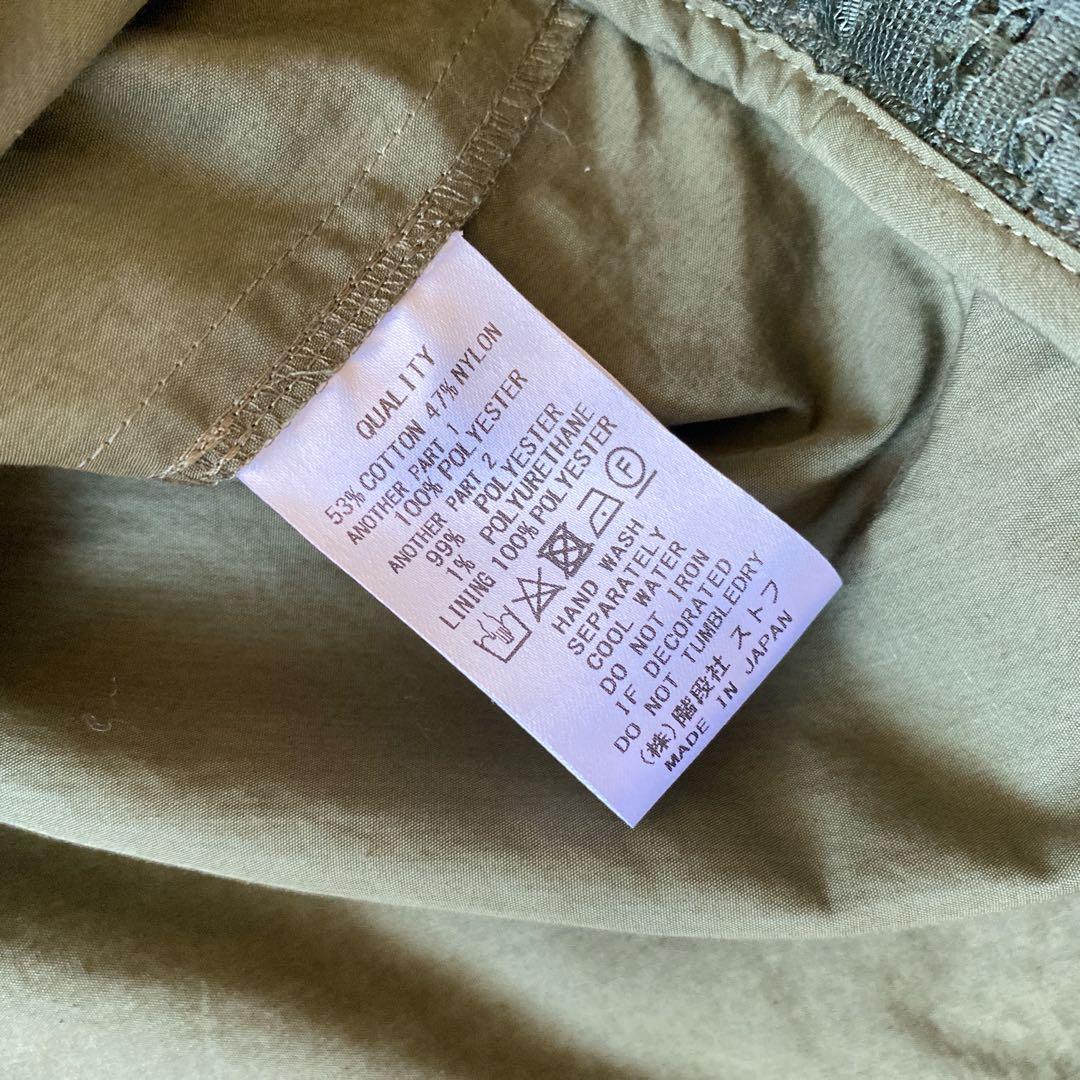 QUALITY
53% COTTON 47% NYLON
ANOTHER PART 1
100% POLYESTER
ANOTHER PART 2
99% POLYESTER
1% POLYURETHANE
LINING 100% POLYESTER
F
HAND WASH
SEPARATELY
COOL WATER
DO NOT IRON
IF DECORATED
DO NOT TUMBLEDRY
(株)階段社 ストフ
MADE IN JAPAN